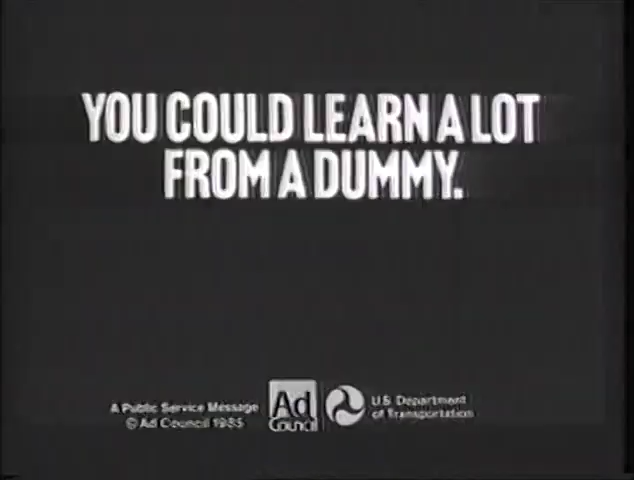 YOU COULD LEARN A LOT
FROM A DUMMY.
A Public Service Message
© Ad Council 1985
Ad
Council
U.S. Department
of Transportation